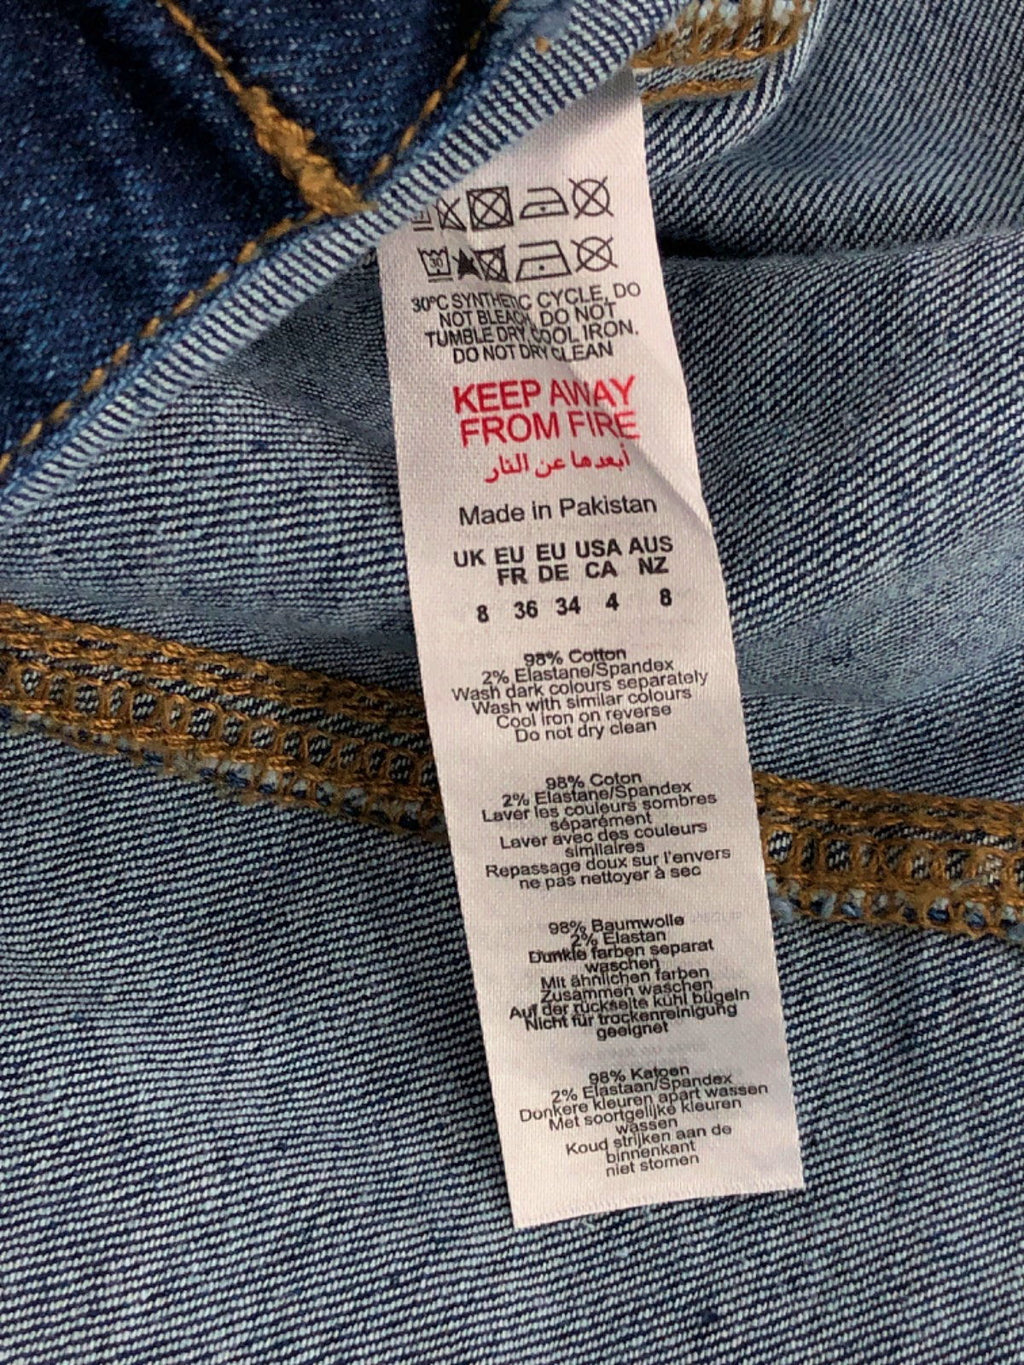 30
30°C SYNTHETIC CYCLE, DO
NOT BLEACH, DO NOT
TUMBLE DRY, COOL IRON.
DO NOT DRY CLEAN
KEEP AWAY
FROM FIRE
أبعدها عن النار
Made in Pakistan
UK EU EU USA AUS
FR DE CA NZ
8 36 34 4 8
98% Cotton
2% Elastane/Spandex
Wash dark colours separately
Wash with similar colours
Cool iron on reverse
Do not dry clean
98% Coton
2% Elastane/Spandex
Laver les couleurs sombres
séparément
Laver avec des couleurs
similaires
Repassage doux sur l'envers
ne pas nettoyer à sec
98% Baumwolle
2% Elastan
Dunkle farben separat
waschen
Mit ähnlichen farben
Zusammen waschen
Auf der rückseite kühl bügeln
Nicht für trockenreinigung
geeignet
98% Katoen
2% Elastaan/Spandex
Donkere kleuren apart wassen
Met soortgelijke kleuren
wassen
Koud strijken aan de
binnenkant
niet stomen